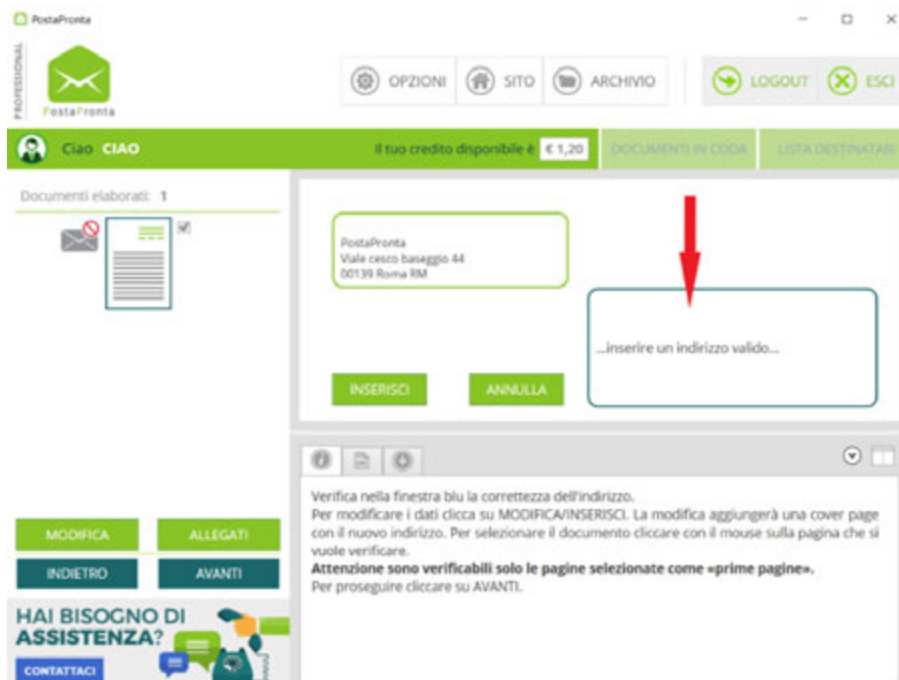 PostaPronta
PROFESSIONAL
PostaPronta
OPZIONI
SITO
ARCHIVIO
LOGOUT
ESCI
Ciao CIAO
Il tuo credito disponibile è € 1,20
DOCUMENTI IN CODA
LISTA DESTINATARI
Documenti elaborati: 1
PostaPronta
Viale cesco baseggio 44
00139 Roma RM
...inserire un indirizzo valido...
INSERISCI
ANNULLA
Verifica nella finestra blu la correttezza dell'indirizzo.
Per modificare i dati clicca su MODIFICA/INSERISCI. La modifica aggiungerà una cover page
con il nuovo indirizzo. Per selezionare il documento cliccare con il mouse sulla pagina che si
vuole verificare.
Attenzione sono verificabili solo le pagine selezionate come «prime pagine».
Per proseguire cliccare su AVANTI.
MODIFICA
ALLEGATI
INDIETRO
AVANTI
HAI BISOGNO DI
ASSISTENZA?
CONTATTACI